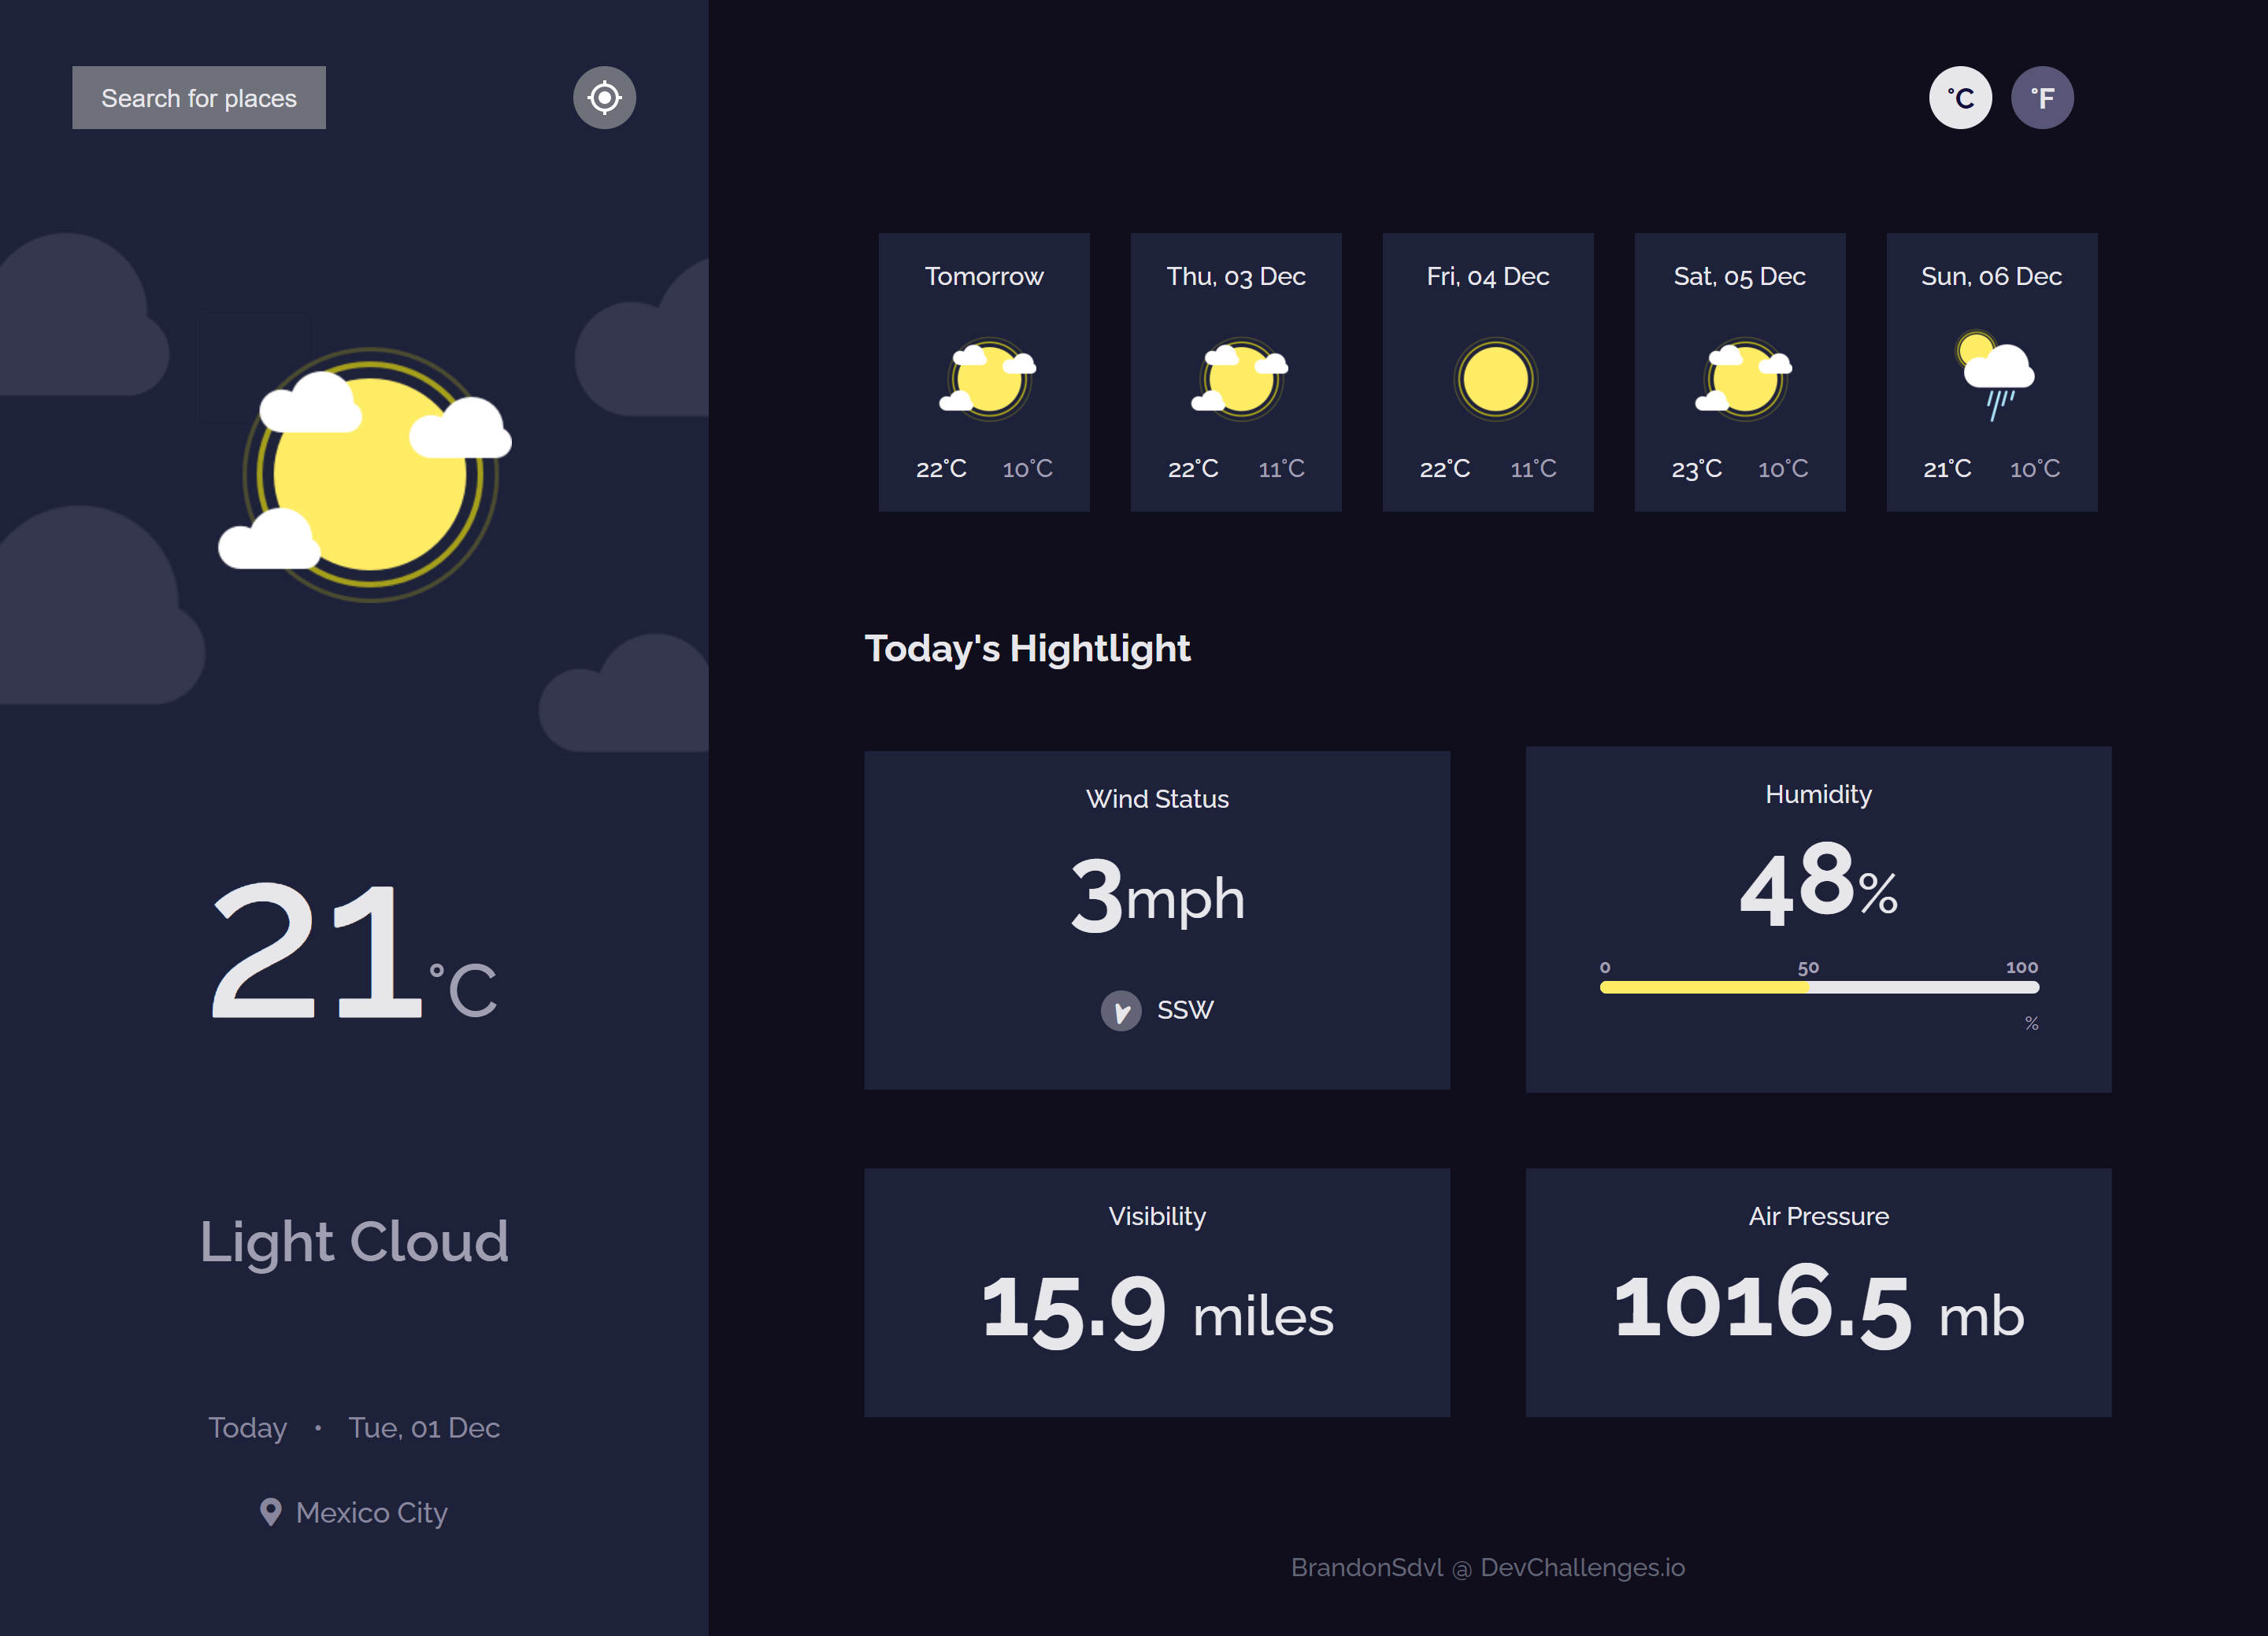 Search for places
21°C
Light Cloud
Today • Tue, 01 Dec
Mexico City
°C °F
Tomorrow
22°C 10°C
Thu, 03 Dec
22°C 11°C
Fri, 04 Dec
22°C 11°C
Sat, 05 Dec
23°C 10°C
Sun, 06 Dec
21°C 10°C
Today's Hightlight
Wind Status
3mph
SSW
Humidity
48%
0 50 100
%
Visibility
15.9 miles
Air Pressure
1016.5 mb
BrandonSdvl @ DevChallenges.io